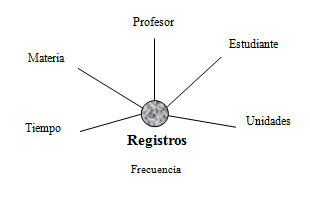 Profesor
Estudiante
Materia
Unidades
Tiempo
Registros
Frecuencia